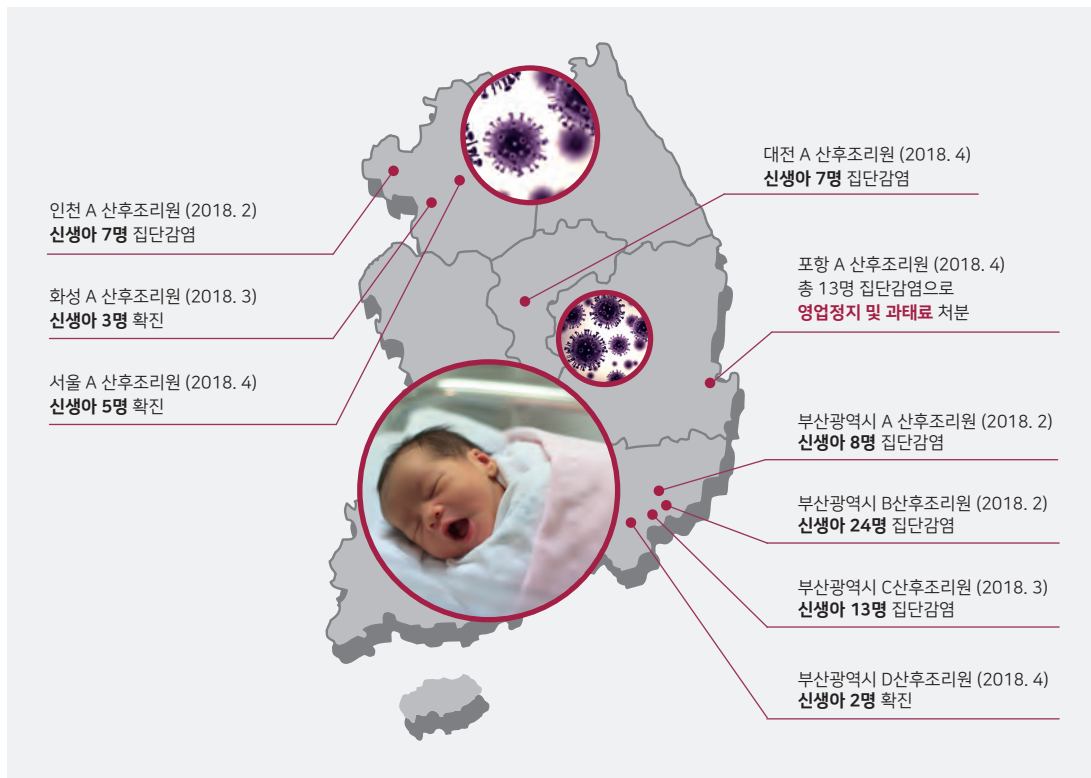 인천 A 산후조리원 (2018. 2)
신생아 7명 집단감염
화성 A 산후조리원 (2018. 3)
신생아 3명 확진
서울 A 산후조리원 (2018. 4)
신생아 5명 확진
대전 A 산후조리원 (2018. 4)
신생아 7명 집단감염
포항 A 산후조리원 (2018. 4)
총 13명 집단감염으로
영업정지 및 과태료 처분
부산광역시 A 산후조리원 (2018. 2)
신생아 8명 집단감염
부산광역시 B산후조리원 (2018. 2)
신생아 24명 집단감염
부산광역시 C산후조리원 (2018. 3)
신생아 13명 집단감염
부산광역시 D산후조리원 (2018. 4)
신생아 2명 확진